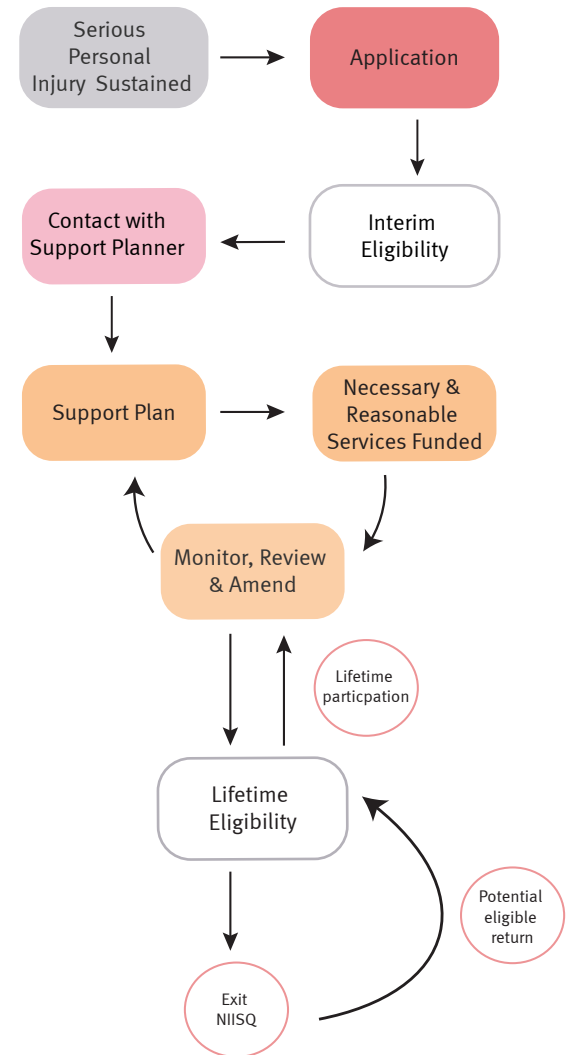 Serious
Personal
Injury Sustained
Application
Interim
Eligibility
Contact with
Support Planner
Support Plan
Necessary &
Reasonable
Services Funded
Monitor, Review
& Amend
Lifetime
particpation
Lifetime
Eligibility
Potential
eligible
return
Exit
NIISQ